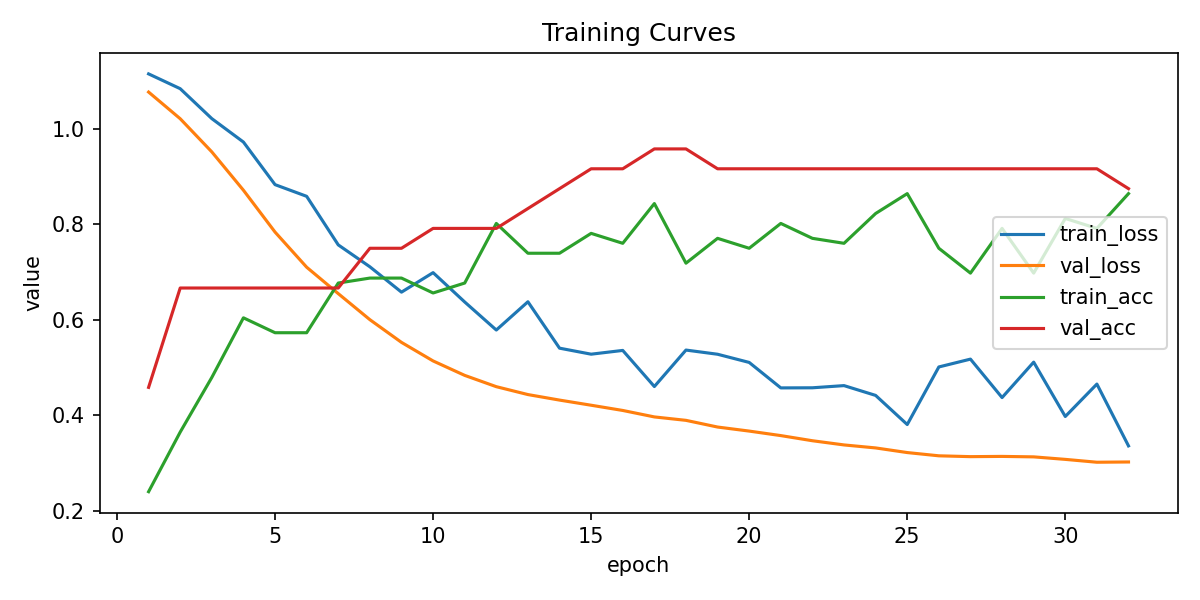 Training Curves
value
1.0
0.8
0.6
0.4
0.2
train_loss
val_loss
train_acc
val_acc
0 5 10 15 20 25 30
epoch